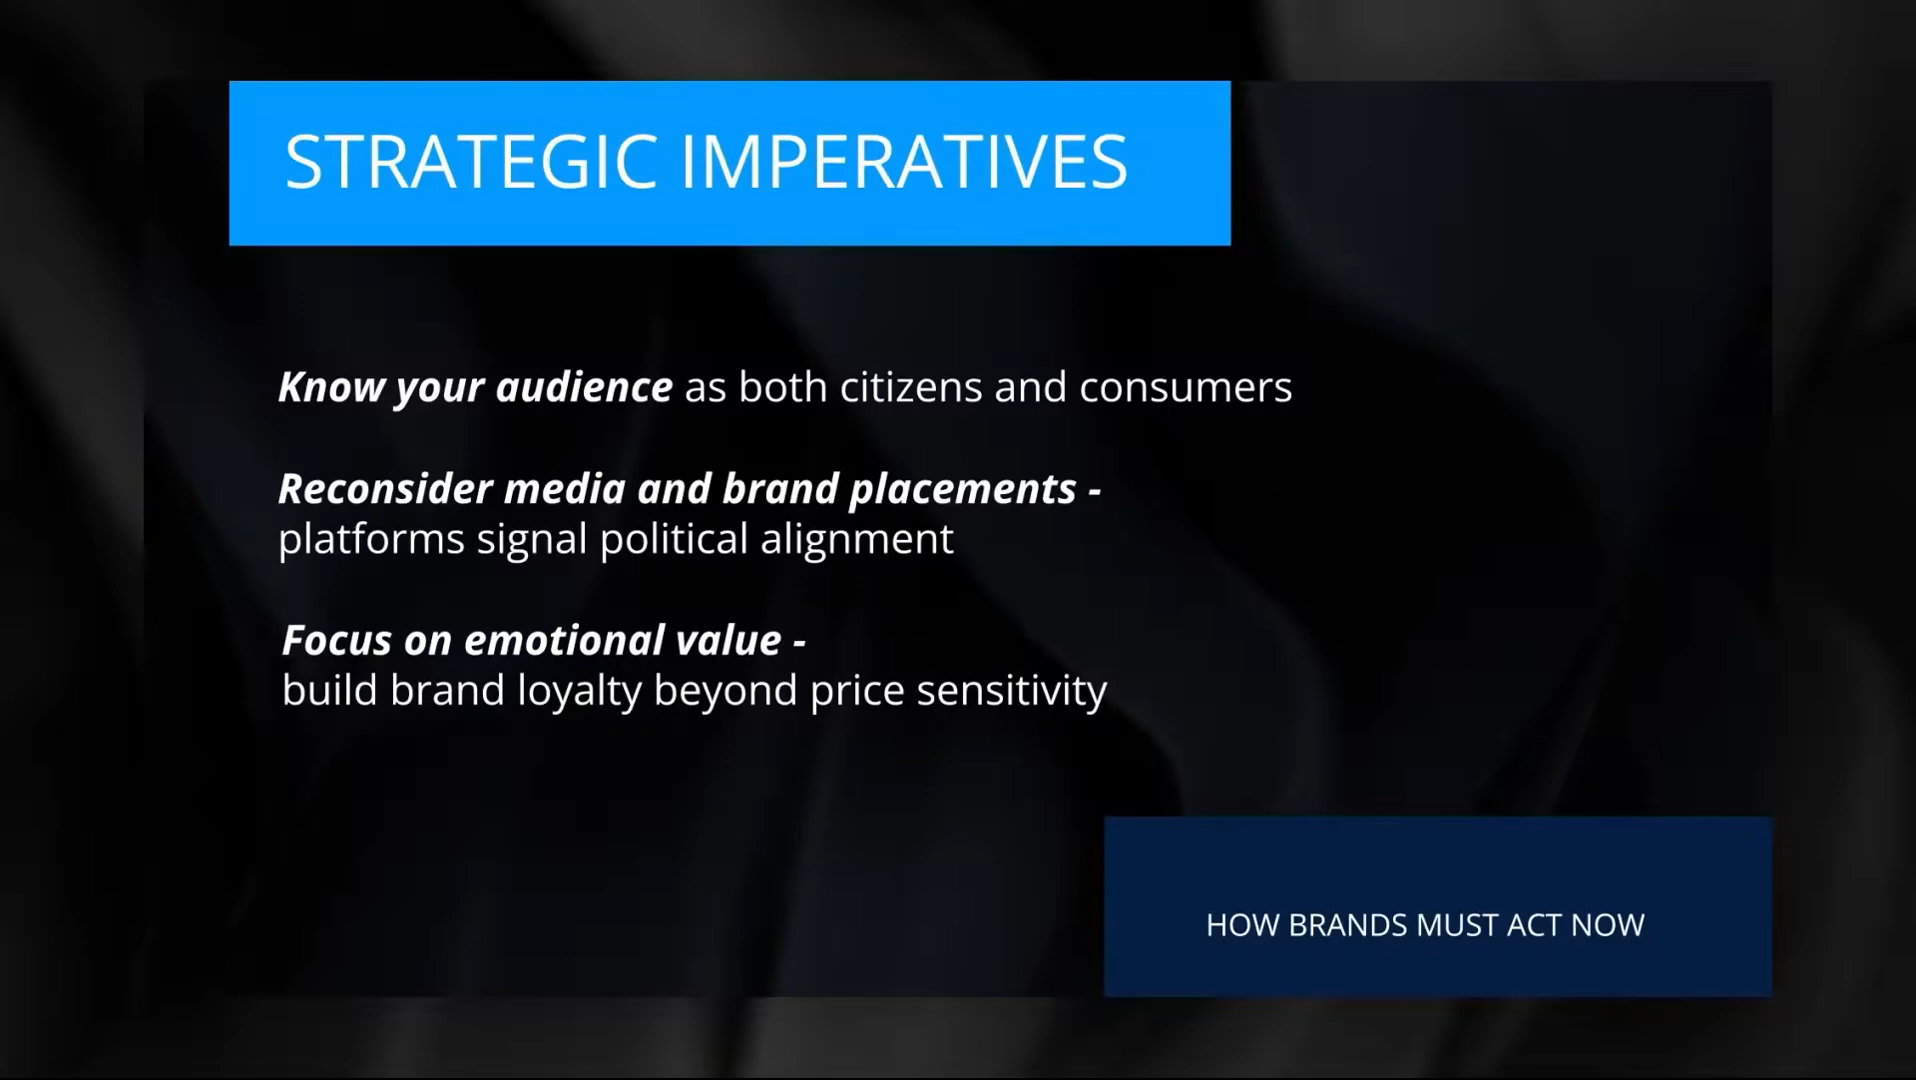 STRATEGIC IMPERATIVES
Know your audience as both citizens and consumers
Reconsider media and brand placements -
platforms signal political alignment
Focus on emotional value -
build brand loyalty beyond price sensitivity
HOW BRANDS MUST ACT NOW